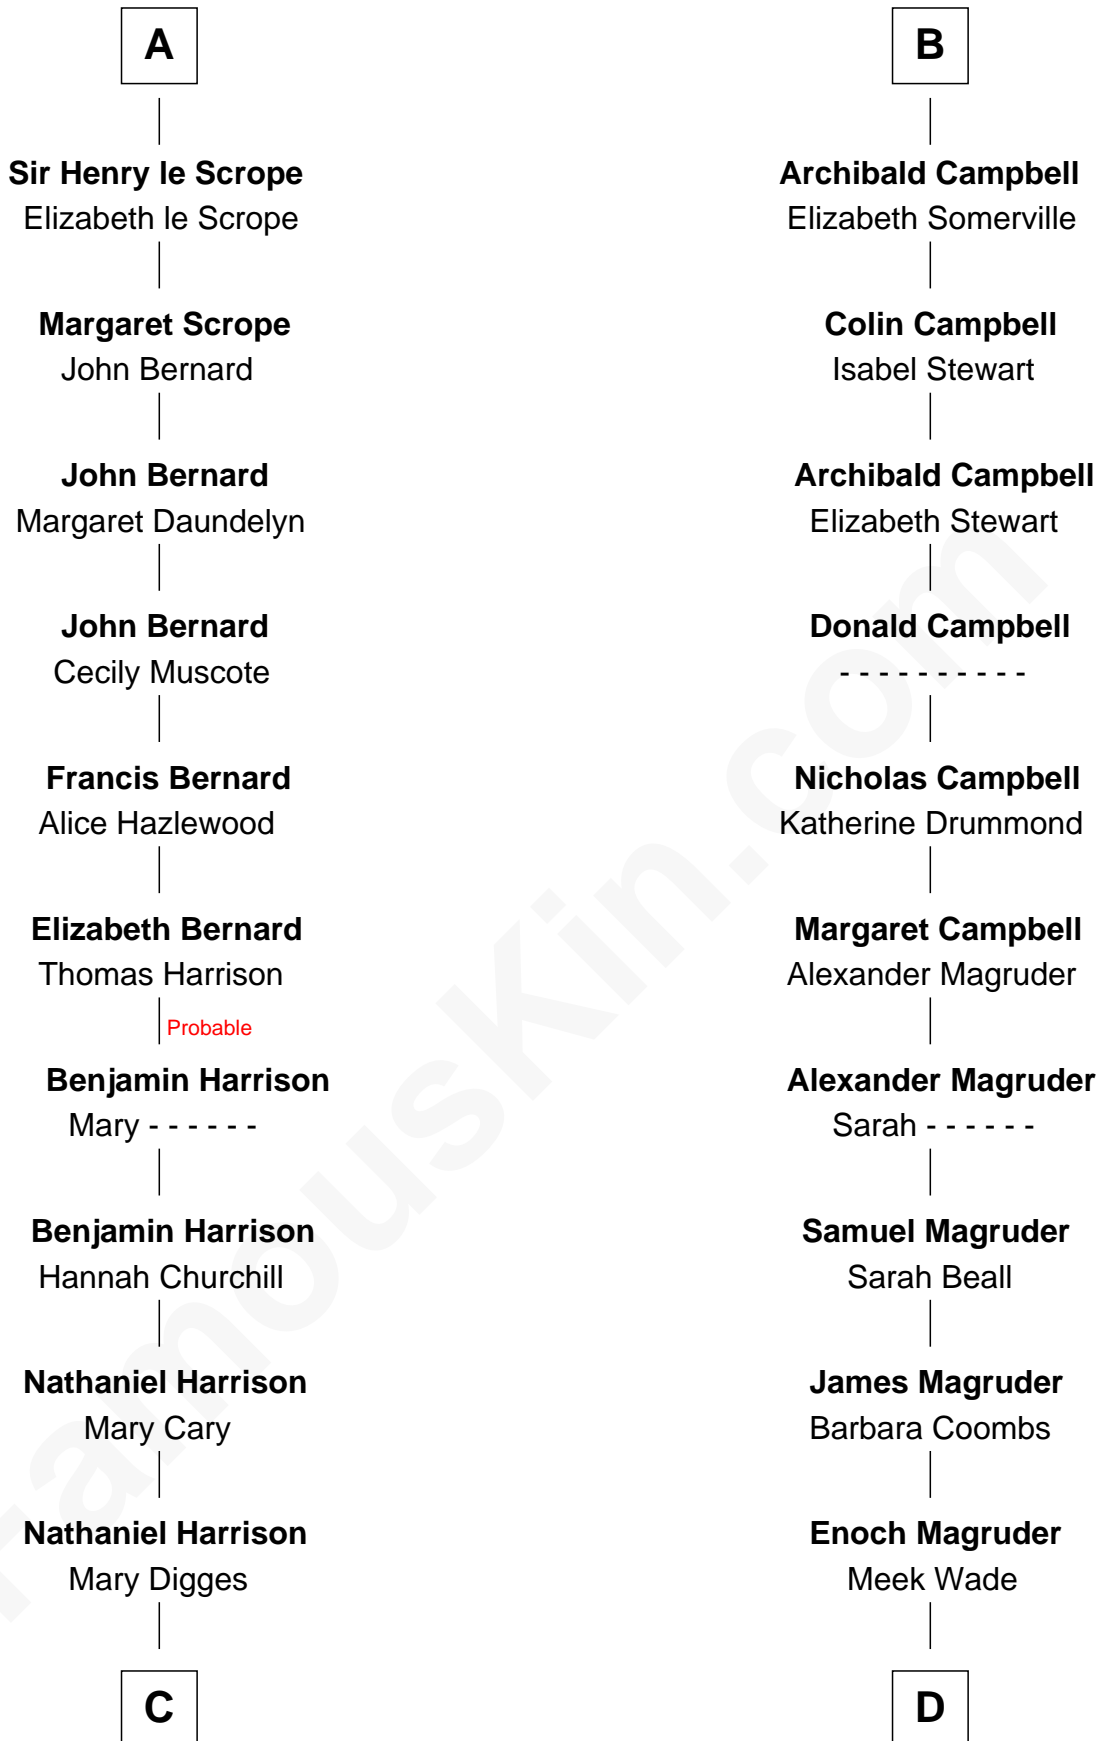 A
Sir Henry le Scrope
Elizabeth le Scrope
Margaret Scrope
John Bernard
John Bernard
Margaret Daundelyn
John Bernard
Cecily Muscote
Francis Bernard
Alice Hazlewood
Elizabeth Bernard
Thomas Harrison
Probable
Benjamin Harrison
Mary - - - - - -
Benjamin Harrison
Hannah Churchill
Nathaniel Harrison
Mary Cary
Nathaniel Harrison
Mary Digges
C
B
Archibald Campbell
Elizabeth Somerville
Colin Campbell
Isabel Stewart
Archibald Campbell
Elizabeth Stewart
Donald Campbell
- - - - - - - - - -
Nicholas Campbell
Katherine Drummond
Margaret Campbell
Alexander Magruder
Alexander Magruder
Sarah - - - - - -
Samuel Magruder
Sarah Beall
James Magruder
Barbara Coombs
Enoch Magruder
Meek Wade
D
FamousKin.com